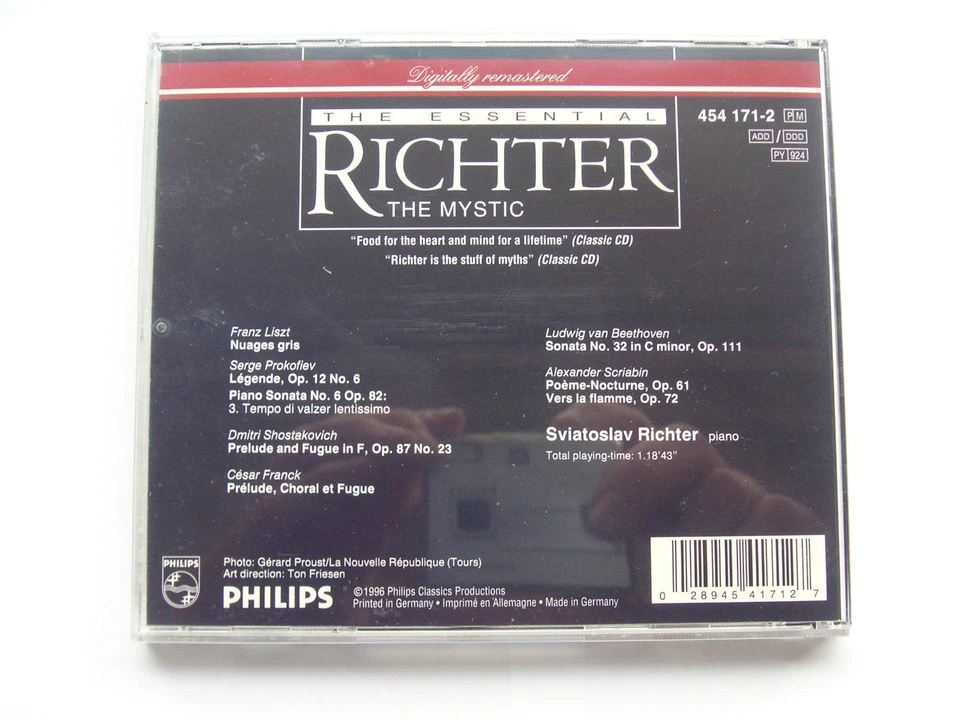 Digitally remastered
THE ESSENTIAL
RICHTER
THE MYSTIC
454 171-2 PM
ADD / DDD
PY 924
“Food for the heart and mind for a lifetime” (Classic CD)
“Richter is the stuff of myths” (Classic CD)
Franz Liszt
Nuages gris
Serge Prokofiev
Légende, Op. 12 No. 6
Piano Sonata No. 6 Op. 82:
3. Tempo di valzer lentissimo
Dmitri Shostakovich
Prelude and Fugue in F, Op. 87 No. 23
César Franck
Prélude, Choral et Fugue
Ludwig van Beethoven
Sonata No. 32 in C minor, Op. 111
Alexander Scriabin
Poème-Nocturne, Op. 61
Vers la flamme, Op. 72
Sviatoslav Richter piano
Total playing-time: 1.18'43"
PHILIPS
Photo: Gérard Proust/La Nouvelle République (Tours)
Art direction: Ton Friesen
PHILIPS
©1996 Philips Classics Productions
Printed in Germany • Imprimé en Allemagne • Made in Germany
0 28945 41712 7